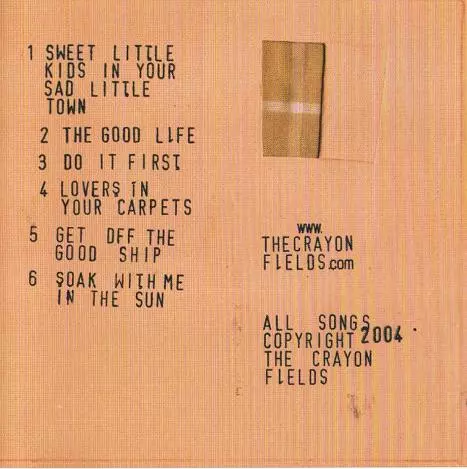 1 SWEET LITTLE
KIDS IN YOUR
SAD LITTLE
TOWN
2 THE GOOD LIFE
3 DO IT FIRST
4 LOVERS IN
YOUR CARPETS
5 GET OFF THE
GOOD SHIP
6 SOAK WITH ME
IN THE SUN
www.
THECRAYON
FIELDS.com
ALL SONGS
COPYRIGHT 2004
THE CRAYON
FIELDS